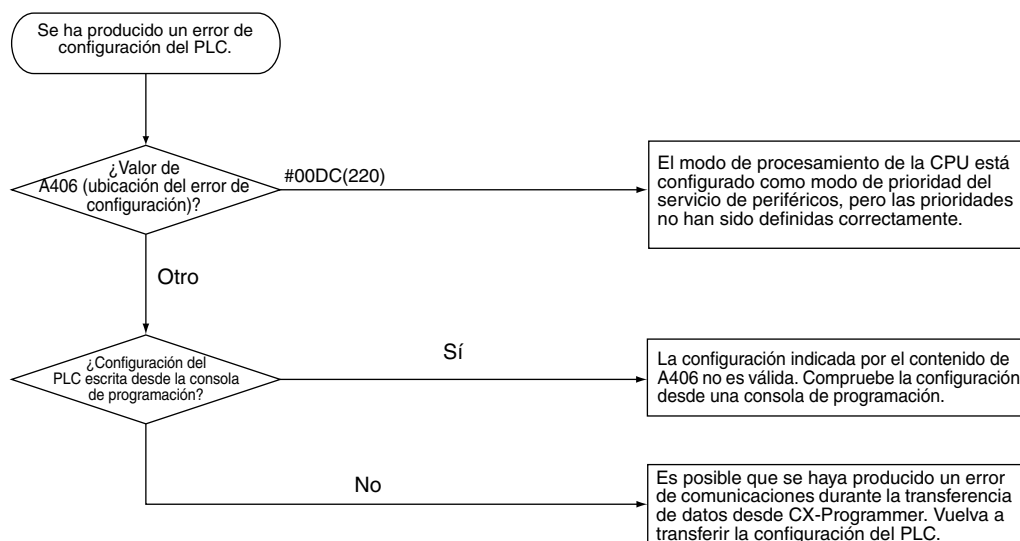 Se ha producido un error de
configuración del PLC.
¿Valor de
A406 (ubicación del error de
configuración)?
#00DC(220)
El modo de procesamiento de la CPU está
configurado como modo de prioridad del
servicio de periféricos, pero las prioridades
no han sido definidas correctamente.
Otro
¿Configuración del
PLC escrita desde la consola
de programación?
Sí
La configuración indicada por el contenido de
A406 no es válida. Compruebe la configuración
desde una consola de programación.
No
Es posible que se haya producido un error
de comunicaciones durante la transferencia
de datos desde CX-Programmer. Vuelva a
transferir la configuración del PLC.